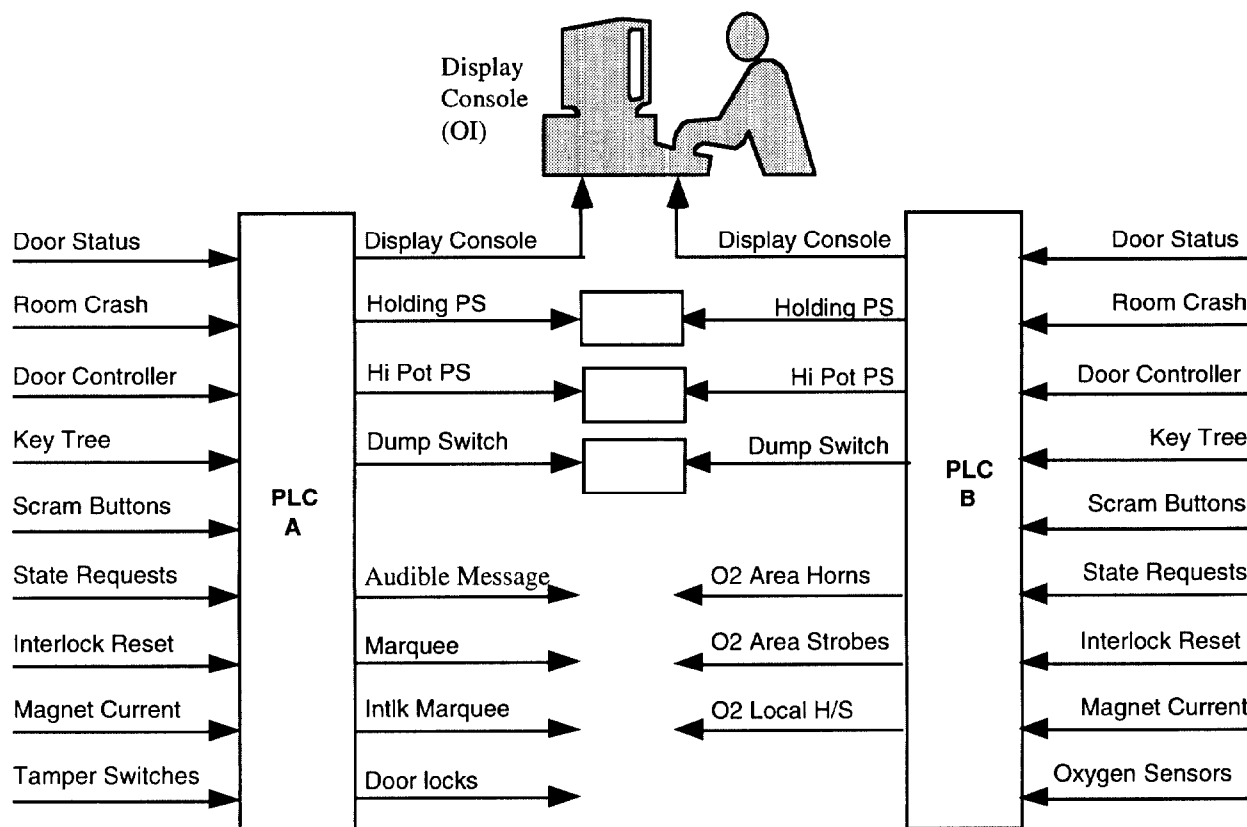 Display
Console
(OI)
Door Status
Room Crash
Door Controller
Key Tree
Scram Buttons
State Requests
Interlock Reset
Magnet Current
Tamper Switches
PLC
A
Display Console
Holding PS
Hi Pot PS
Dump Switch
Audible Message
Marquee
Intlk Marquee
Door locks
Display Console
Holding PS
Hi Pot PS
Dump Switch
O2 Area Horns
O2 Area Strobes
O2 Local H/S
PLC
B
Door Status
Room Crash
Door Controller
Key Tree
Scram Buttons
State Requests
Interlock Reset
Magnet Current
Oxygen Sensors